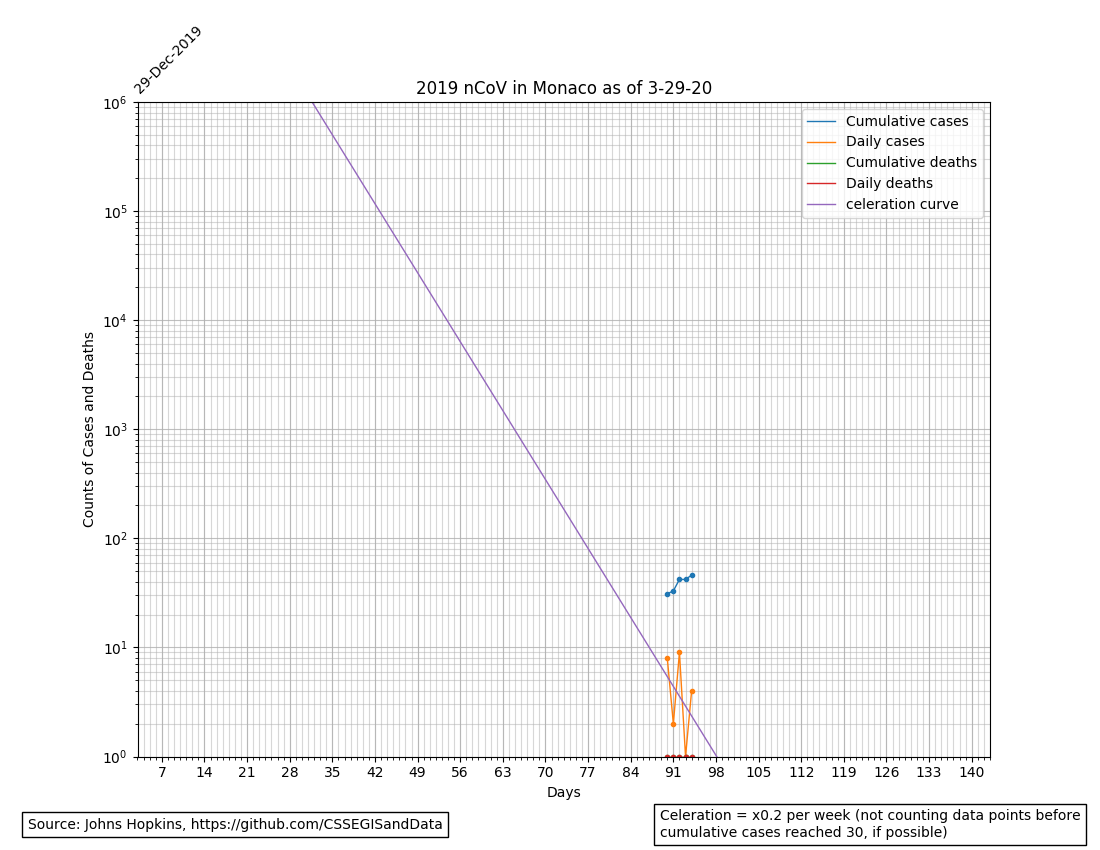 29-Dec-2019
2019 nCoV in Monaco as of 3-29-20
Cumulative cases
Daily cases
Cumulative deaths
Daily deaths
celeration curve
Counts of Cases and Deaths
10^6
10^5
10^4
10^3
10^2
10^1
10^0
7 14 21 28 35 42 49 56 63 70 77 84 91 98 105 112 119 126 133 140
Days
Source: Johns Hopkins, https://github.com/CSSEGISandData
Celeration = x0.2 per week (not counting data points before
cumulative cases reached 30, if possible)